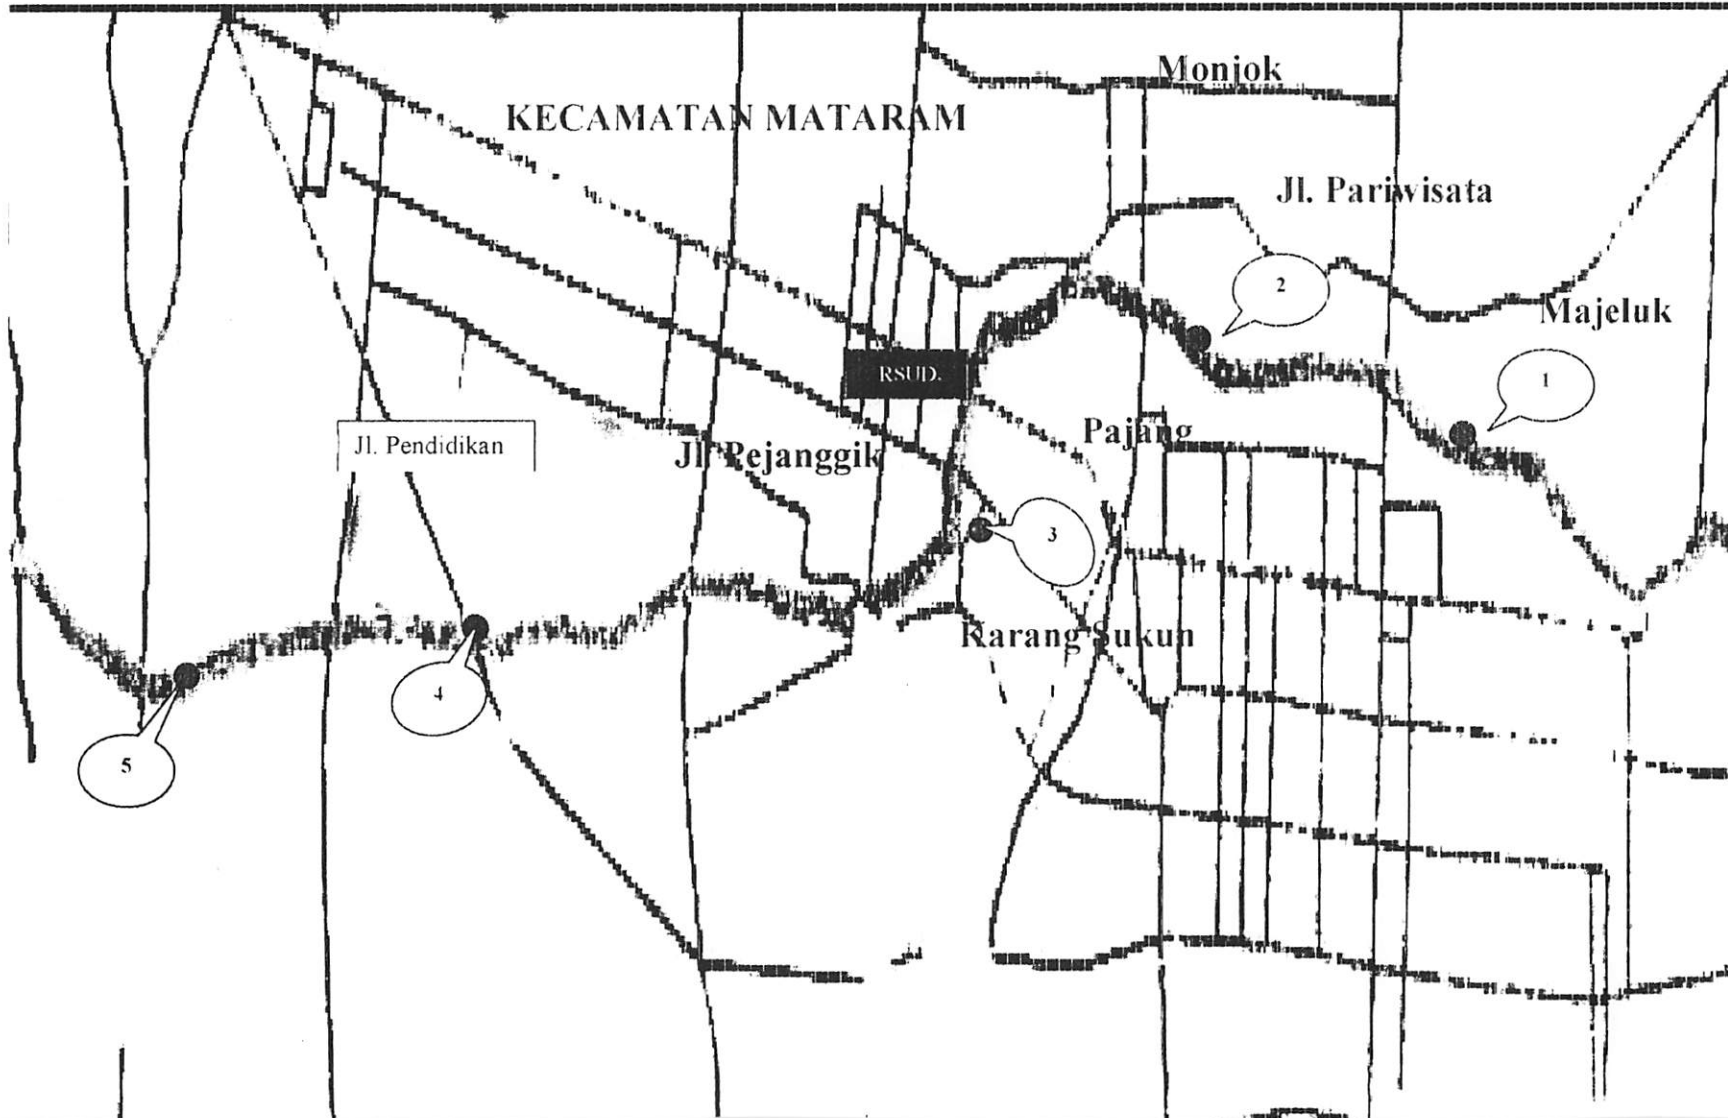 Monjok
KECAMATAN MATARAM
Jl. Pariwisata
2
Majeluk
RSUD.
1
Pajang
Jl. Pendidikan
Jl. Pejanggik
3
Karang Sukun
4
5